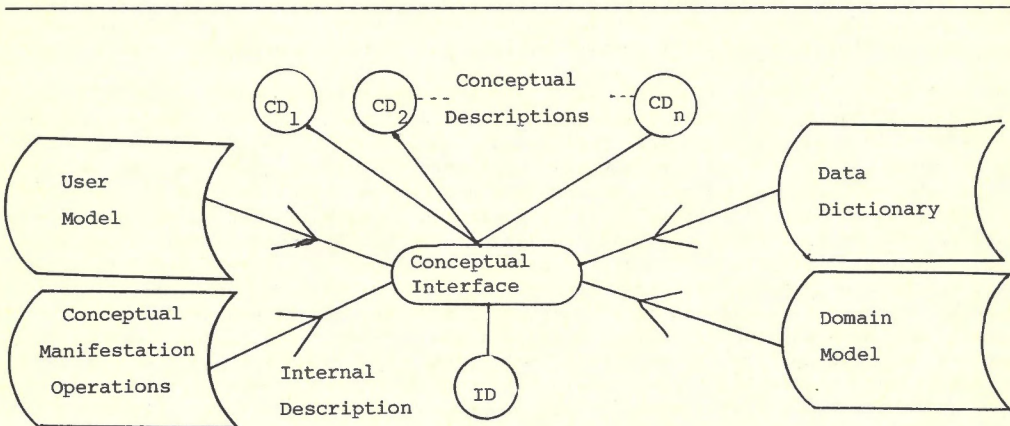 Conceptual
CD1 CD2 --- --- CDn
Descriptions
User
Model
Data
Dictionary
Conceptual
Interface
Conceptual
Manifestation
Operations
Domain
Model
Internal
Description
ID